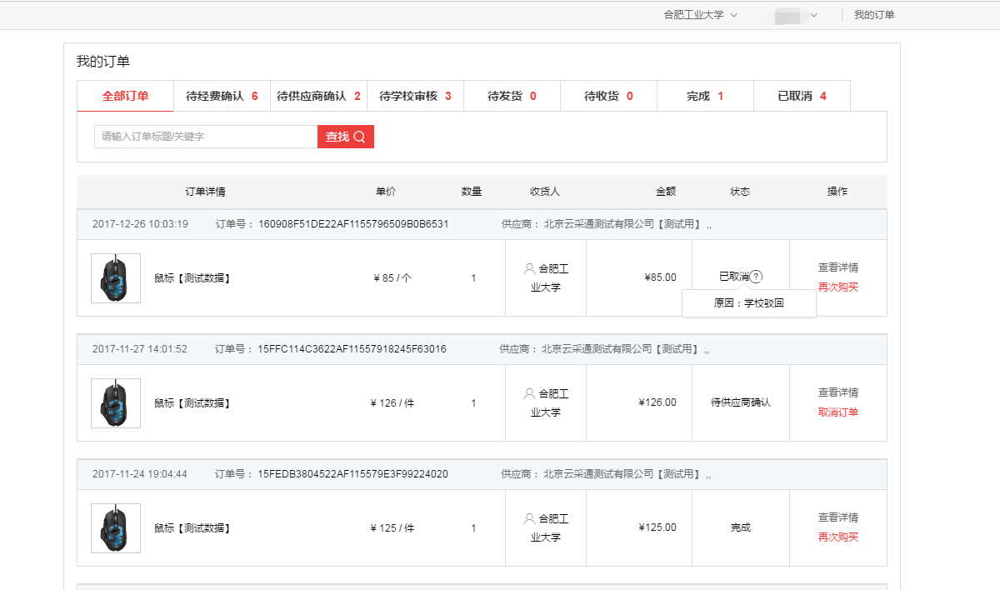 合肥工业大学 我的订单
我的订单
全部订单 待经费确认 6 待供应商确认 2 待学校审核 3 待发货 0 待收货 0 完成 1 已取消 4
请输入订单标题/关键字 查找
订单详情 单价 数量 收货人 金额 状态 操作
2017-12-26 10:03:19 订单号： 160908F51DE22AF1155796509B0B6531 供应商： 北京云采通测试有限公司【测试用】 ,,
鼠标【测试数据】 ¥ 85 / 个 1 合肥工 ¥85.00 已取消? 查看详情
业大学 再次购买
原因：学校驳回
2017-11-27 14:01:52 订单号： 15FFC114C3622AF11557918245F63016 供应商： 北京云采通测试有限公司【测试用】 ,,
鼠标【测试数据】 ¥ 126 / 件 1 合肥工 ¥126.00 待供应商确认 查看详情
业大学 取消订单
2017-11-24 19:04:44 订单号： 15FEDB3804522AF115579E3F99224020 供应商： 北京云采通测试有限公司【测试用】 ,,
鼠标【测试数据】 ¥ 125 / 件 1 合肥工 ¥125.00 完成 查看详情
业大学 再次购买